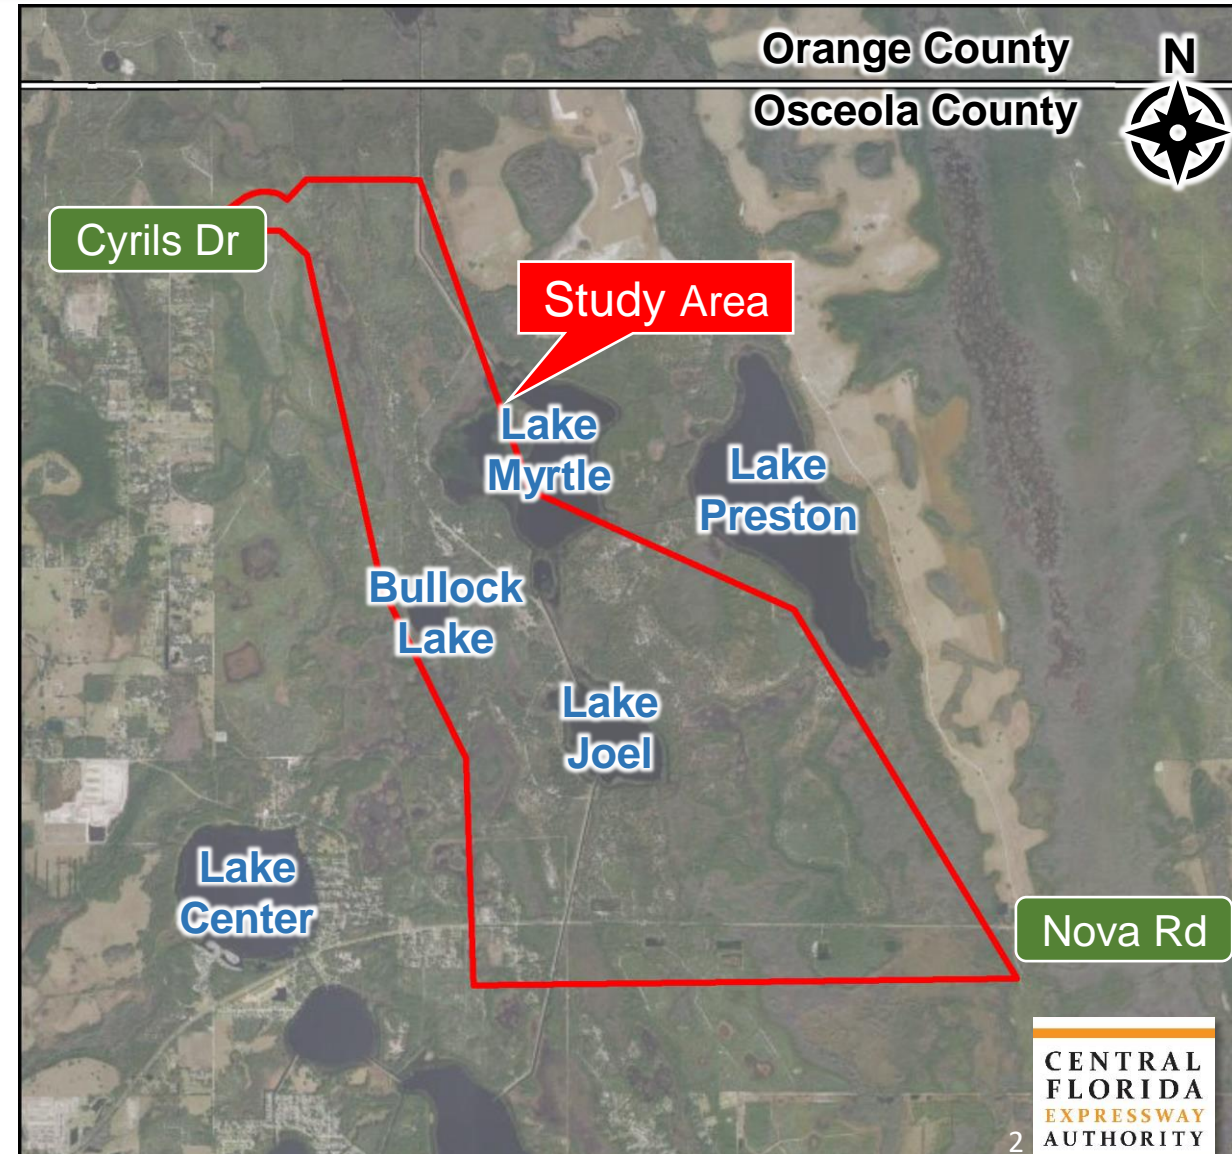 Orange County
N
Osceola County
Cyrils Dr
Study Area
Lake
Myrtle
Lake
Preston
Bullock
Lake
Lake
Joel
Lake
Center
Nova Rd
CENTRAL
FLORIDA
EXPRESSWAY
AUTHORITY
2